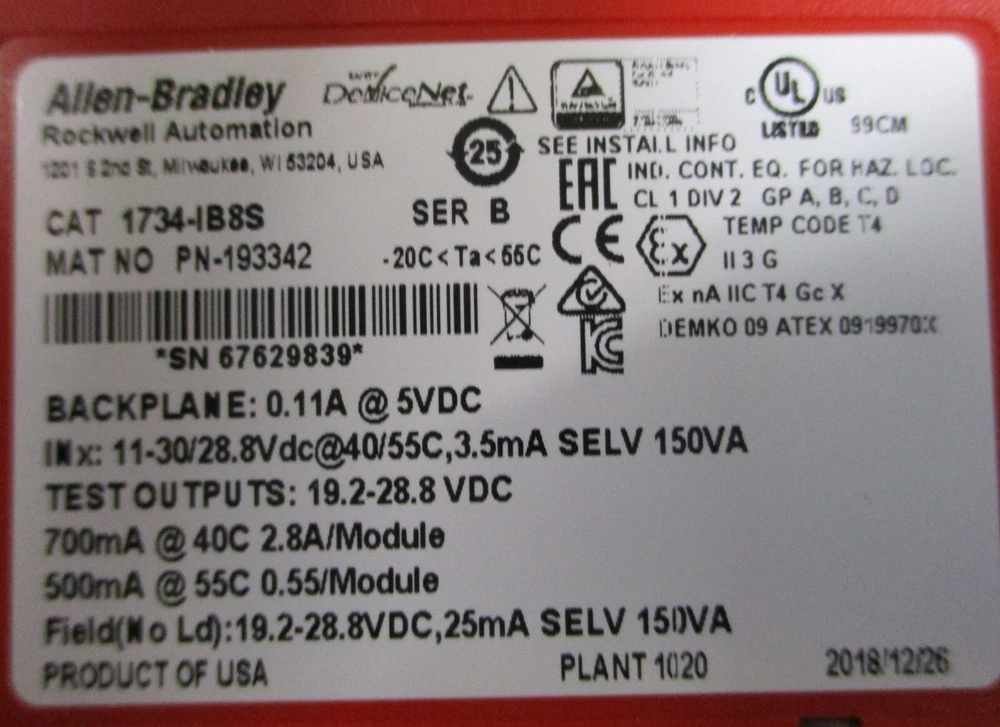 Allen-Bradley
DeviceNet
Rockwell Automation
1201 S 2nd St, Milwaukee, WI 53204, USA
25
C UL US
LISTED 99CM
SEE INSTALL INFO
EAC IND. CONT. EQ. FOR HAZ. LOC.
CL 1 DIV 2 GP A, B, C, D
CAT 1734-IB8S SER B
CE Ex TEMP CODE T4
MAT NO PN-193342 -20C<Ta<55C
II 3 G
Ex nA IIC T4 Gc X
DEMKO 09 ATEX 0919970X
*SN 67629839*
BACKPLANE: 0.11A @ 5VDC
INx: 11-30/28.8Vdc@40/55C,3.5mA SELV 150VA
TEST OUTPUTS: 19.2-28.8 VDC
700mA @ 40C 2.8A/Module
500mA @ 55C 0.55/Module
Field(No Ld):19.2-28.8VDC,25mA SELV 150VA
PRODUCT OF USA PLANT 1020 2018/12/26